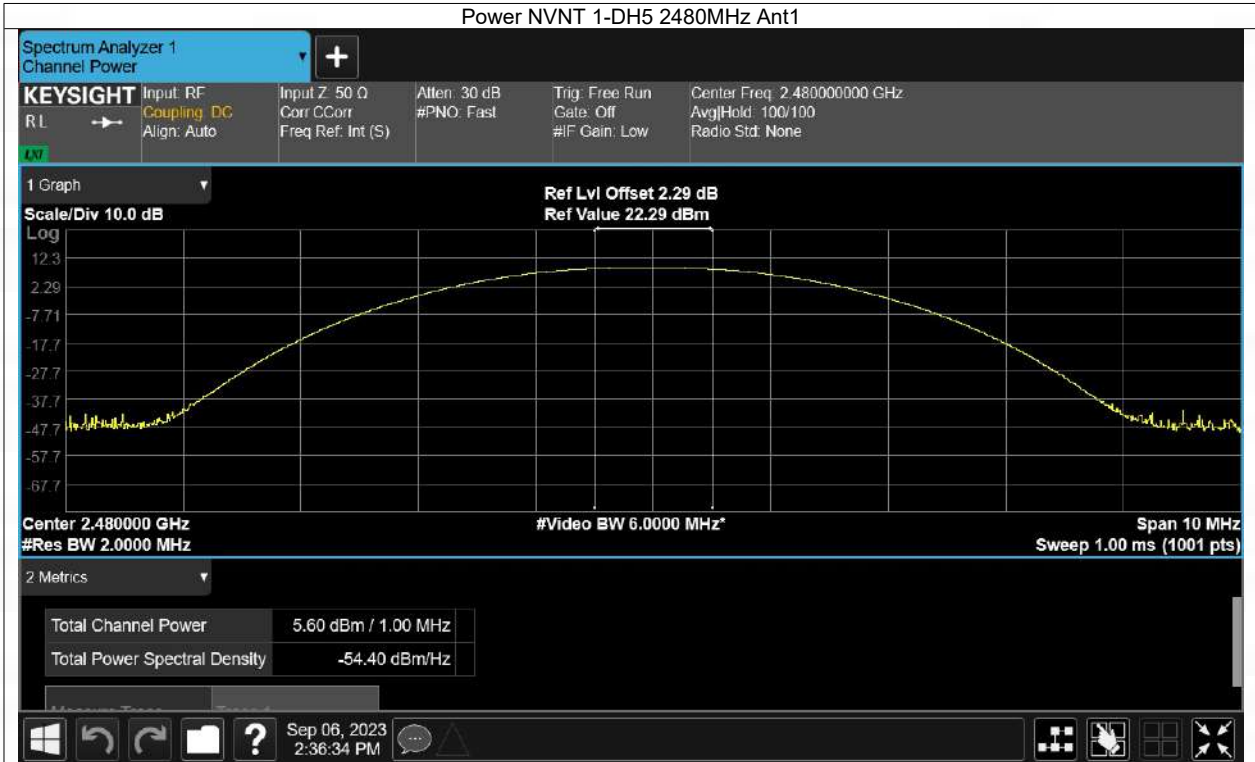 Power NVNT 1-DH5 2480MHz Ant1
Spectrum Analyzer 1
Channel Power
KEYSIGHT
RL
LXI
Input: RF
Coupling: DC
Align: Auto
Input Z: 50 Ω
Corr CCorr
Freq Ref: Int (S)
Atten: 30 dB
#PNO: Fast
Trig: Free Run
Gate: Off
#IF Gain: Low
Center Freq: 2.480000000 GHz
Avg|Hold: 100/100
Radio Std: None
1 Graph
Scale/Div 10.0 dB
Ref Lvl Offset 2.29 dB
Ref Value 22.29 dBm
Log
12.3
2.29
-7.71
-17.7
-27.7
-37.7
-47.7
-57.7
-67.7
Center 2.480000 GHz
#Res BW 2.0000 MHz
#Video BW 6.0000 MHz*
Span 10 MHz
Sweep 1.00 ms (1001 pts)
2 Metrics
Total Channel Power 5.60 dBm / 1.00 MHz
Total Power Spectral Density -54.40 dBm/Hz
?
Sep 06, 2023
2:36:34 PM